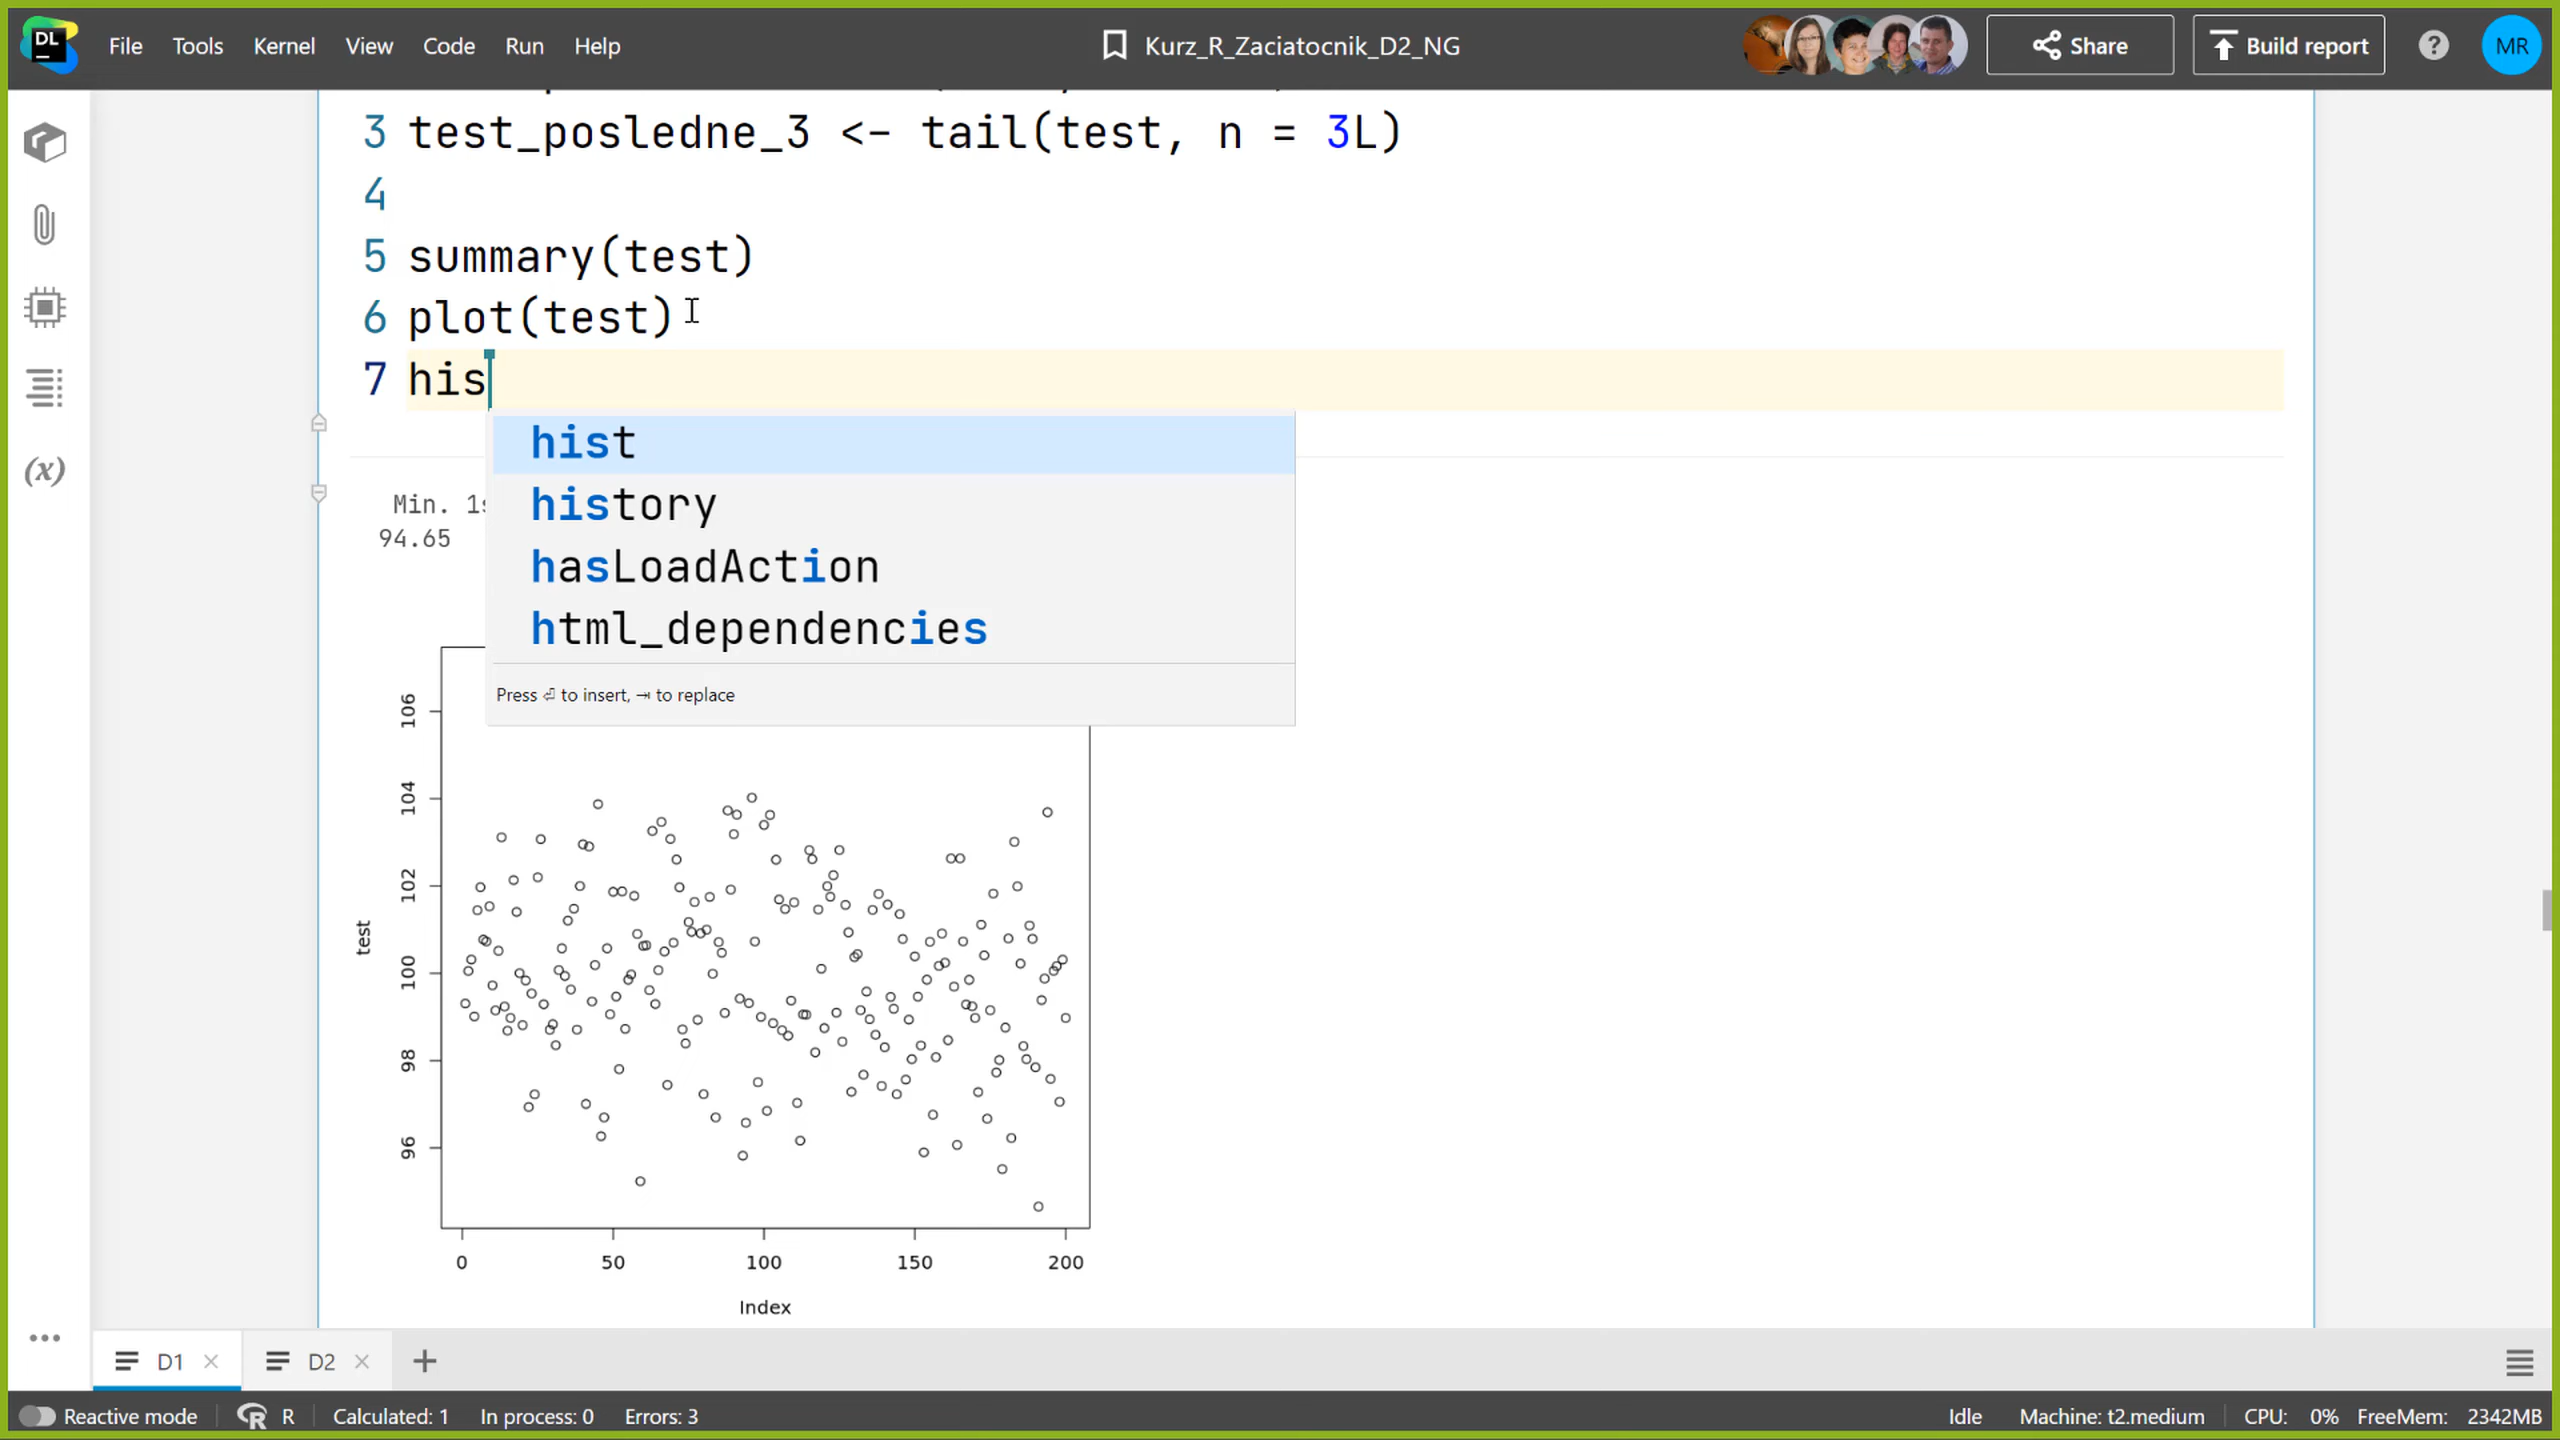 DL
File Tools Kernel View Code Run Help
Kurz_R_Zaciatocnik_D2_NG
Share
Build report
?
MR
3 test_posledne_3 <- tail(test, n = 3L)
4
5 summary(test)
6 plot(test)
7 his
hist
history
hasLoadAction
html_dependencies
Press ⏎ to insert, ⇥ to replace
(x)
Min. 1s
94.65
106
104
102
100
98
96
test
0 50 100 150 200
Index
D1
D2
Reactive mode
R
Calculated: 1
In process: 0
Errors: 3
Idle
Machine: t2.medium
CPU: 0%
FreeMem: 2342MB